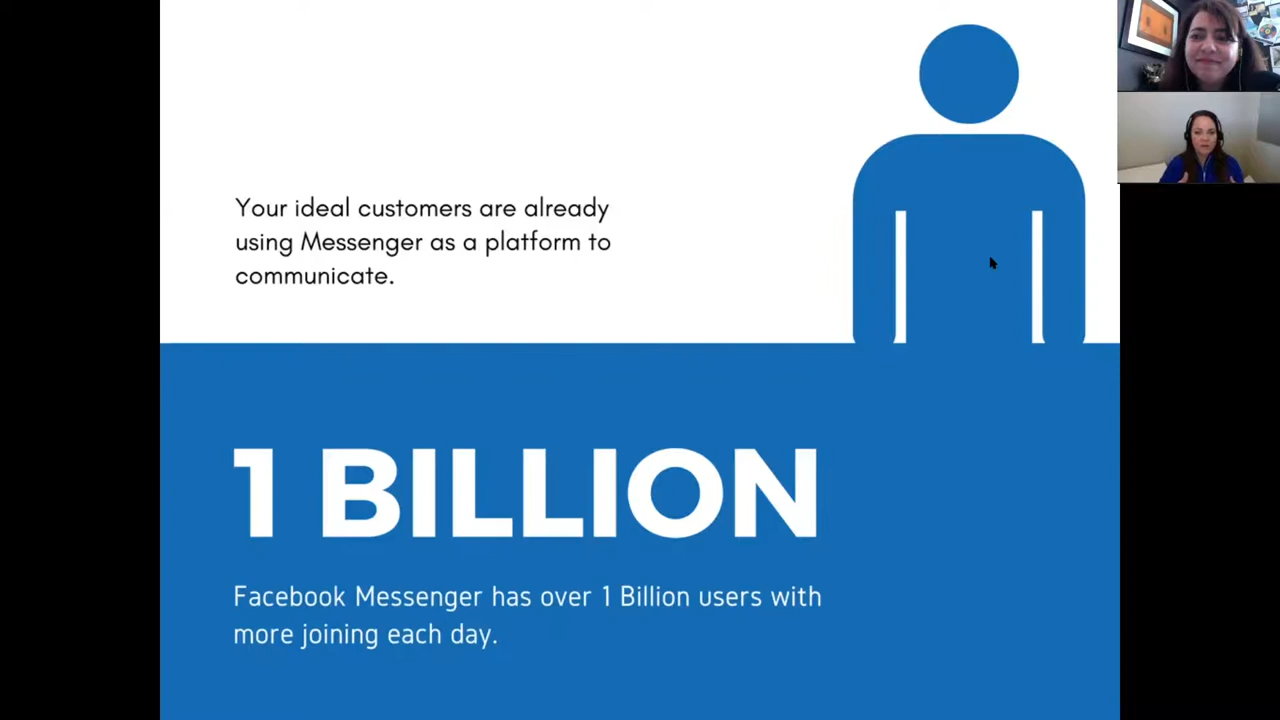 Your ideal customers are already
using Messenger as a platform to
communicate.
1 BILLION
Facebook Messenger has over 1 Billion users with
more joining each day.